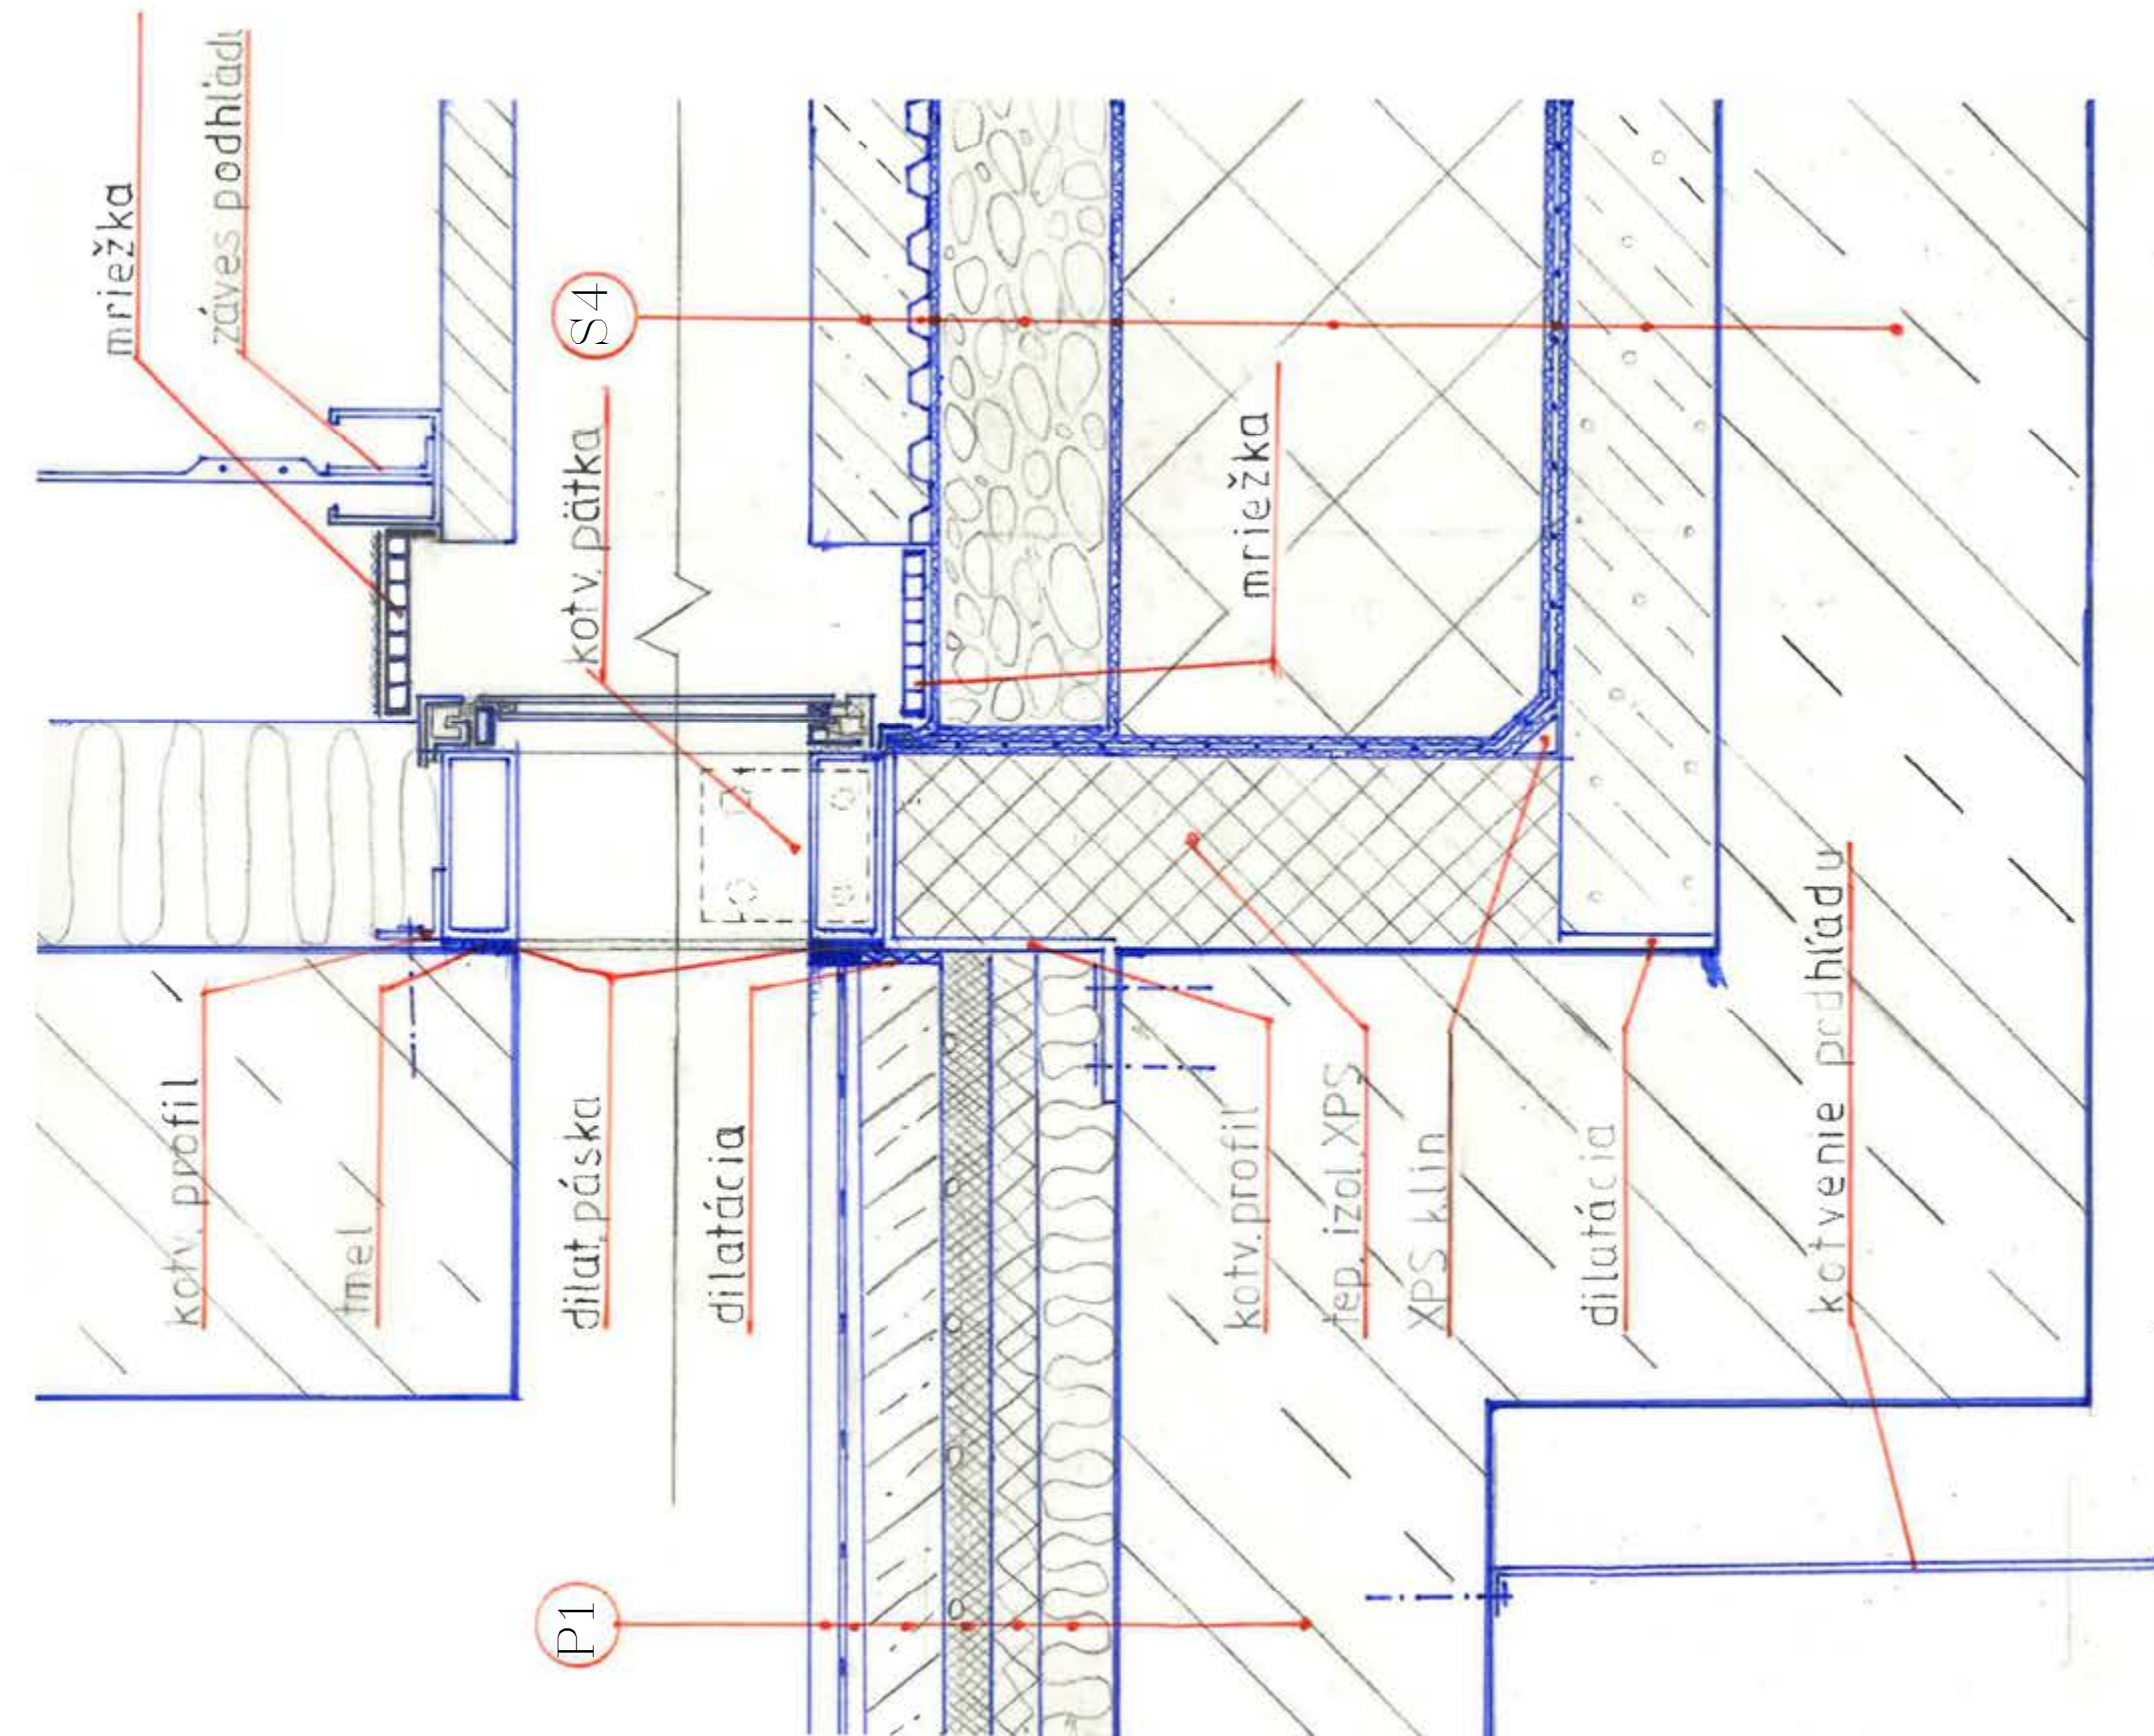 mriežka
záves podhľadu
S4
kotv. pätka
mriežka
kotv. profil
tmel
dilat. páska
dilatácia
kotv. profil
tep. izol. XPS
XPS klin
dilatácia
kotvenie podhľadu
P1